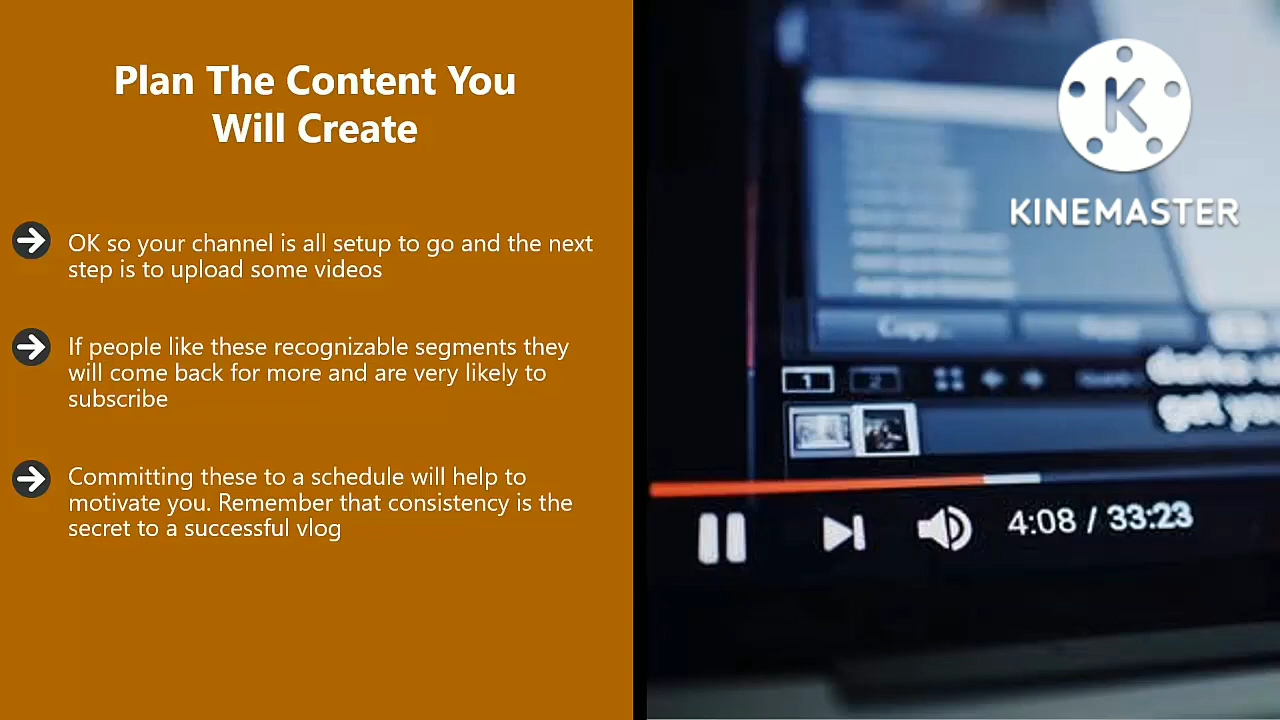 Plan The Content You
Will Create
OK so your channel is all setup to go and the next
step is to upload some videos
If people like these recognizable segments they
will come back for more and are very likely to
subscribe
Committing these to a schedule will help to
motivate you. Remember that consistency is the
secret to a successful vlog
K
KINEMASTER
Copy...
1
2
get you
4:08 / 33:23